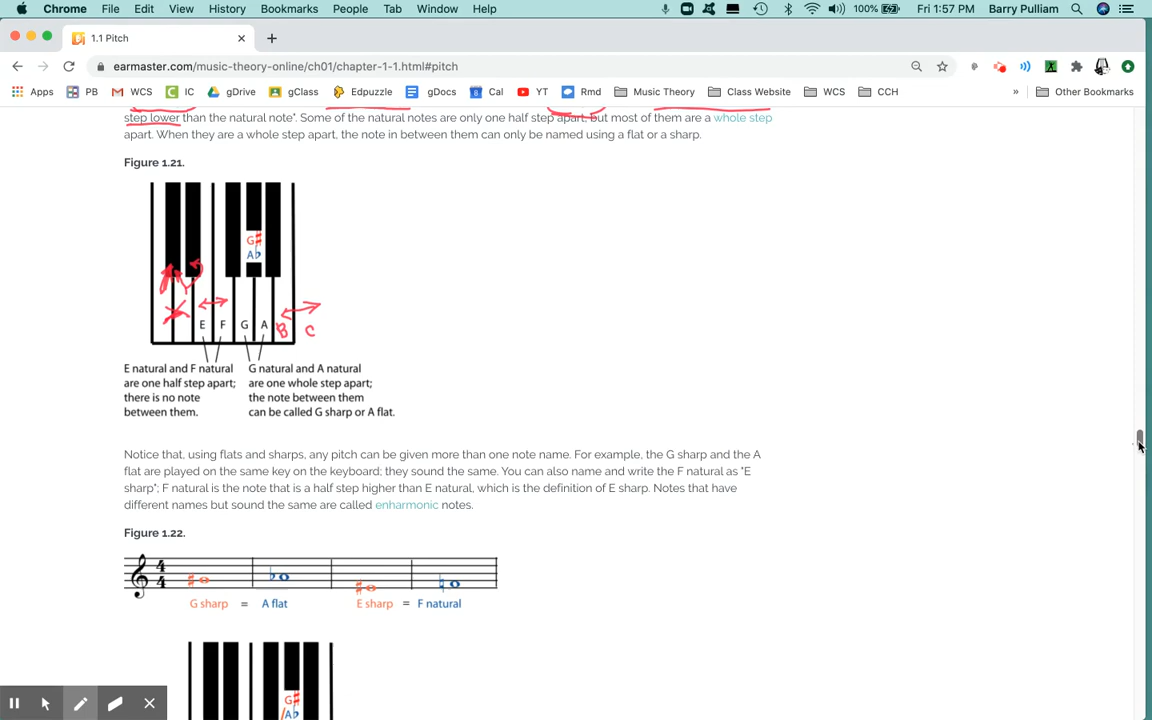 Chrome File Edit View History Bookmarks People Tab Window Help 100% Fri 1:57 PM Barry Pulliam
1.1 Pitch
earmaster.com/music-theory-online/ch01/chapter-1-1.html#pitch
Apps PB WCS IC gDrive gClass Edpuzzle gDocs Cal YT Rmd Music Theory Class Website WCS CCH » Other Bookmarks
step lower than the natural note". Some of the natural notes are only one half step apart, but most of them are a whole step
apart. When they are a whole step apart, the note in between them can only be named using a flat or a sharp.
Figure 1.21.
G♯
A♭
E F G A B C
E natural and F natural
are one half step apart;
there is no note
between them.
G natural and A natural
are one whole step apart;
the note between them
can be called G sharp or A flat.
Notice that, using flats and sharps, any pitch can be given more than one note name. For example, the G sharp and the A
flat are played on the same key on the keyboard; they sound the same. You can also name and write the F natural as "E
sharp"; F natural is the note that is a half step higher than E natural, which is the definition of E sharp. Notes that have
different names but sound the same are called enharmonic notes.
Figure 1.22.
4
4
G sharp = A flat E sharp = F natural
G♯
/A♭